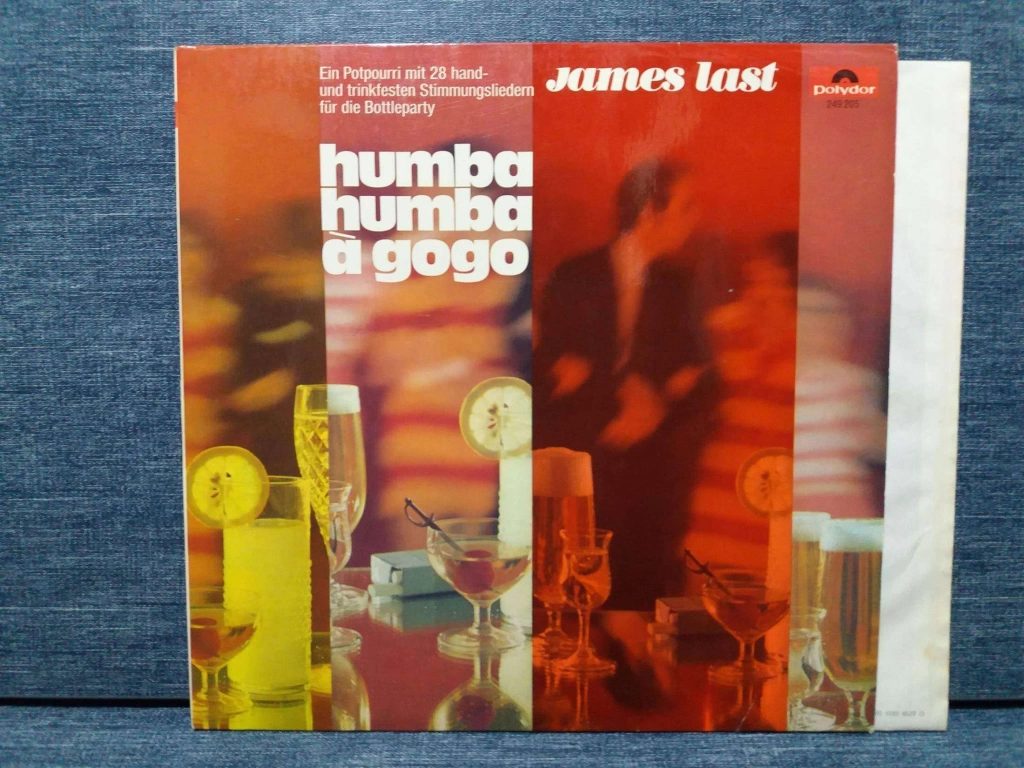 Ein Potpourri mit 28 hand-
und trinkfesten Stimmungsliedern
für die Bottleparty
humba
humba
à gogo
james last
Polydor
249 205